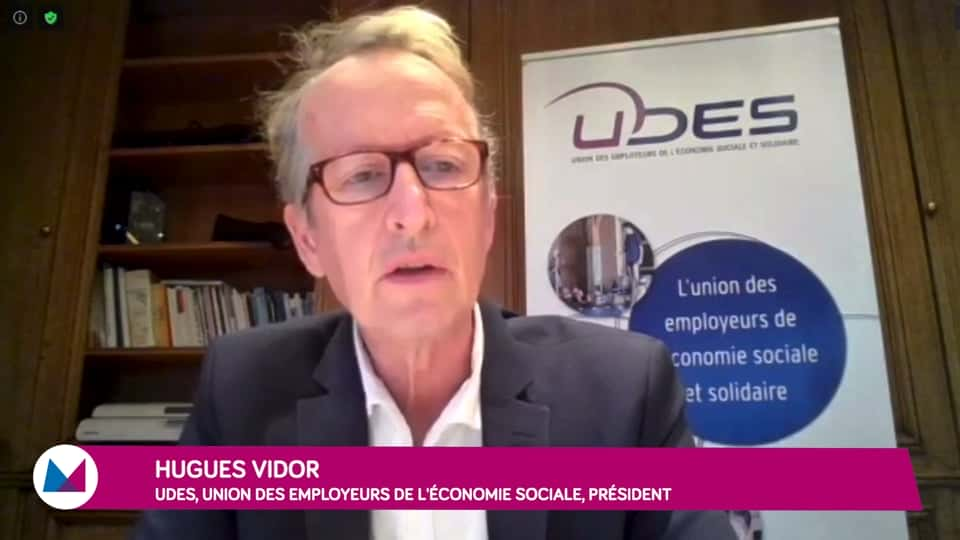 UDES
UNION DES EMPLOYEURS DE L'ÉCONOMIE SOCIALE ET SOLIDAIRE
L'union des
employeurs de
conomie sociale
et solidaire
HUGUES VIDOR
UDES, UNION DES EMPLOYEURS DE L'ÉCONOMIE SOCIALE, PRÉSIDENT